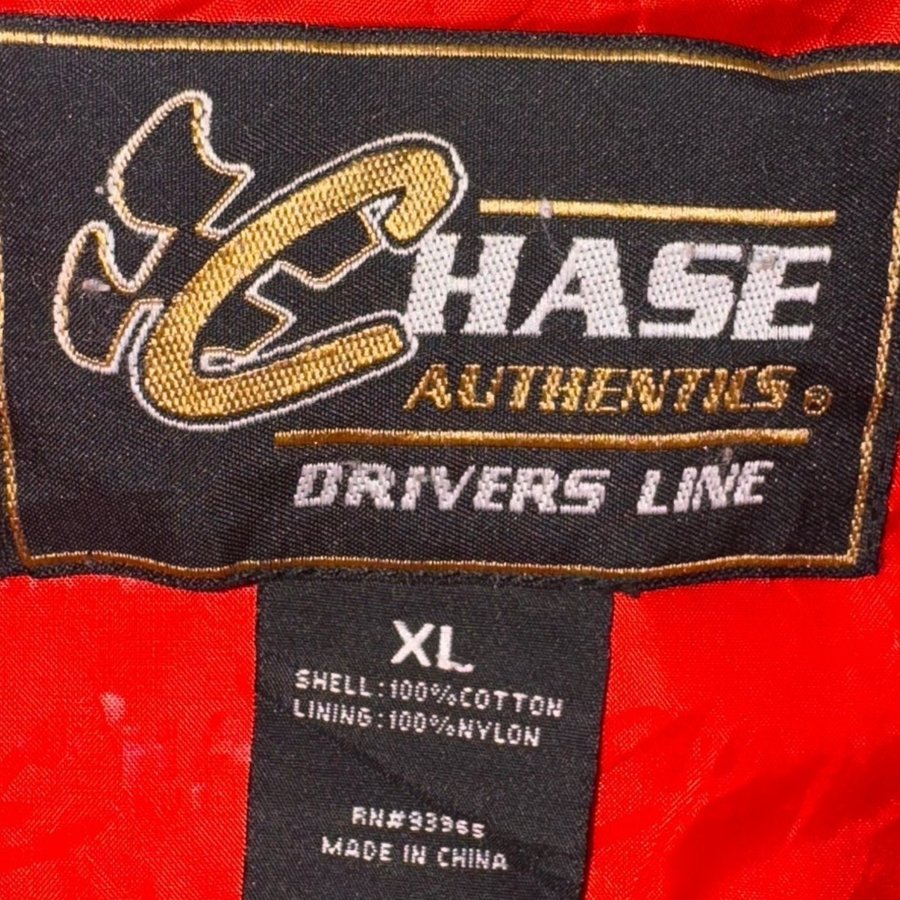 CHASE
AUTHENTICS®
DRIVERS LINE
XL
SHELL:100%COTTON
LINING:100%NYLON
RN#93965
MADE IN CHINA